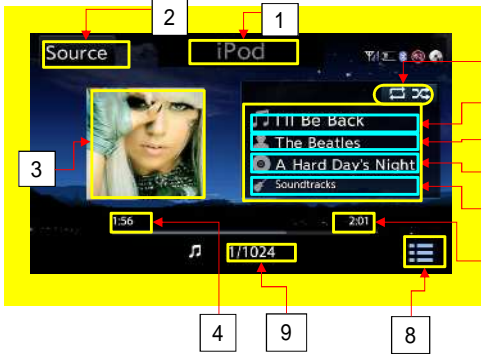 2
1
Source
iPod
I'll Be Back
The Beatles
3
A Hard Day's Night
Soundtracks
1:56
2:01
1/1024
4
9
8